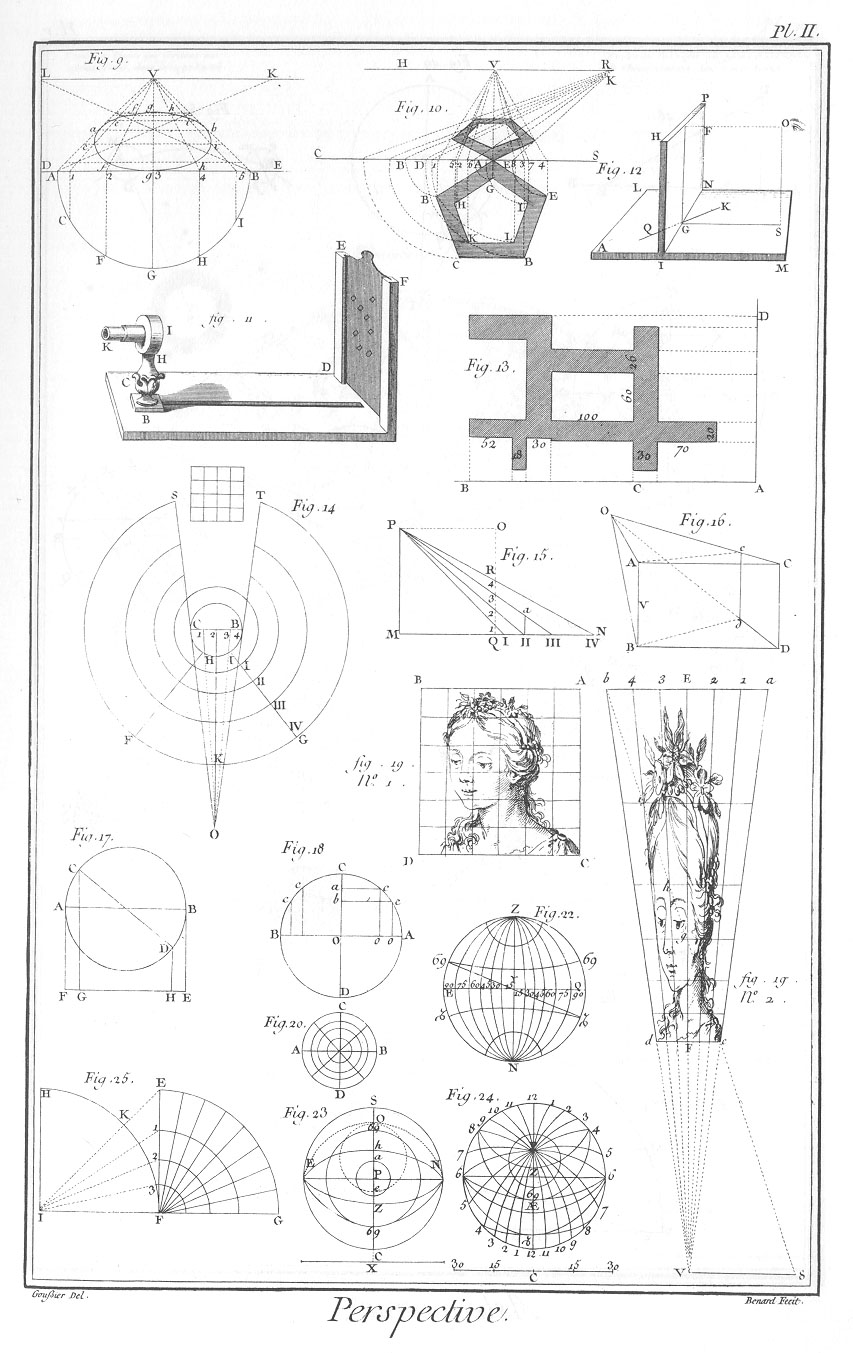 Pl. II.
Fig. 9.
L V K
a b
D A 1 2 9 3 4 5 B E
C I
F H
G
H V R
K
Fig. 10.
C B D 1 A 7 4 S
B G E
H I
K L
C B
Fig. 12
P
H F O
L N
K
Q G S
A I M
fig. 11.
E F
K I
H
C D
B
Fig. 13.
D
26
60
100
52 18 30 30 70 20
B C A
Fig. 14
S T
C B
1 2 3 4
H I I
II
III
IV
F K G
O
Fig. 15.
P O
R
4
3
2 a
1
M Q I II III N IV
Fig. 16.
O
A e C
V
B D
fig. 19.
N.o 1.
B A
D C
b 4 3 E 2 1 a
h
fig. 19.
N.o 2.
d F c
V S
Fig. 17.
C
A B
D
F G H E
Fig. 18
C
c c a c
c b c
B O o o A
D
Fig. 20.
C
A B
D
Fig. 22.
Z
69 69
E 90 75 60 45 30 15 Y 15 30 45 60 75 90 Q
N
Fig. 25.
H E
K
1
2
3
I F G
Fig. 23
S
O
69
h
a
E P N
e
Z
69
C
X
Fig. 24.
12
11 1
10 2
9 3
8 4
7 5
6 Z 6
69
Æ
5 7
4 8
3 2 1 12 11 10 9
30 15 C 15 30
Goussier Del.
Benard Fecit.
Perspective.